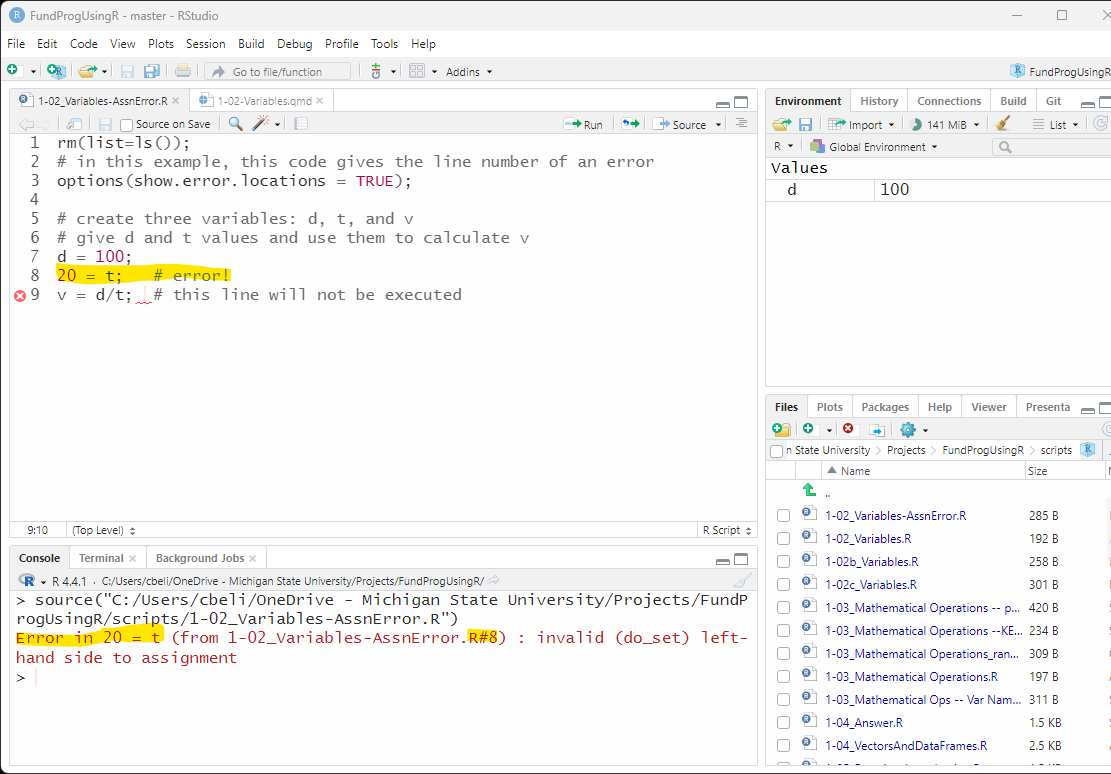 FundProgUsingR - master - RStudio
File Edit Code View Plots Session Build Debug Profile Tools Help
Go to file/function Addins FundProgUsingR
1-02_Variables-AssnError.R 1-02-Variables.qmd
Source on Save Run Source
1 rm(list=ls());
2 # in this example, this code gives the line number of an error
3 options(show.error.locations = TRUE);
4
5 # create three variables: d, t, and v
6 # give d and t values and use them to calculate v
7 d = 100;
8 20 = t; # error!
9 v = d/t; # this line will not be executed
9:10 (Top Level) R Script
Console Terminal Background Jobs
R 4.4.1 · C:/Users/cbeli/OneDrive - Michigan State University/Projects/FundProgUsingR/
> source("C:/Users/cbeli/OneDrive - Michigan State University/Projects/FundP
rogUsingR/scripts/1-02_Variables-AssnError.R")
Error in 20 = t (from 1-02_Variables-AssnError.R#8) : invalid (do_set) left-
hand side to assignment
>
Environment History Connections Build Git
Import 141 MiB List
R Global Environment
Values
d 100
Files Plots Packages Help Viewer Presenta
n State University Projects FundProgUsingR scripts
Name Size
..
1-02_Variables-AssnError.R 285 B
1-02_Variables.R 192 B
1-02b_Variables.R 258 B
1-02c_Variables.R 301 B
1-03_Mathematical Operations -- p... 420 B
1-03_Mathematical Operations --KE... 234 B
1-03_Mathematical Operations_ran... 309 B
1-03_Mathematical Operations.R 197 B
1-03_Mathematical Ops -- Var Nam... 311 B
1-04_Answer.R 1.5 KB
1-04_VectorsAndDataFrames.R 2.5 KB